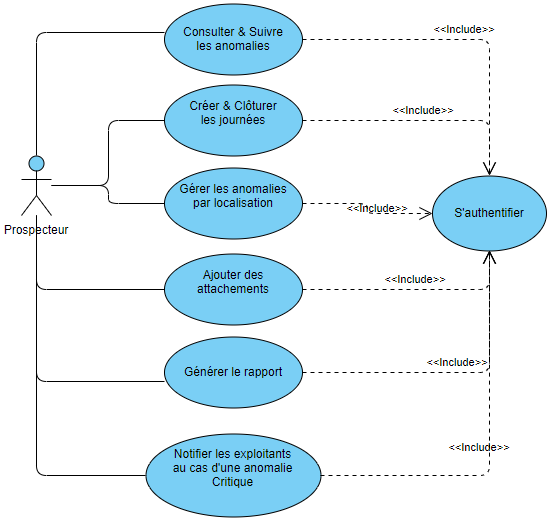 Consulter & Suivre
les anomalies
<<Include>>
Créer & Clôturer
les journées
<<Include>>
Gérer les anomalies
par localisation
<<Include>>
S'authentifier
Prospecteur
Ajouter des
attachements
<<Include>>
Générer le rapport
<<Include>>
Notifier les exploitants
au cas d'une anomalie
Critique
<<Include>>